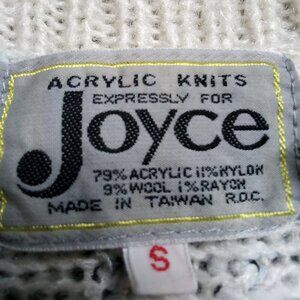 ACRYLIC KNITS
EXPRESSLY FOR
Joyce
79% ACRYLIC 11% NYLON
9% WOOL 1% RAYON
MADE IN TAIWAN R.O.C.
S